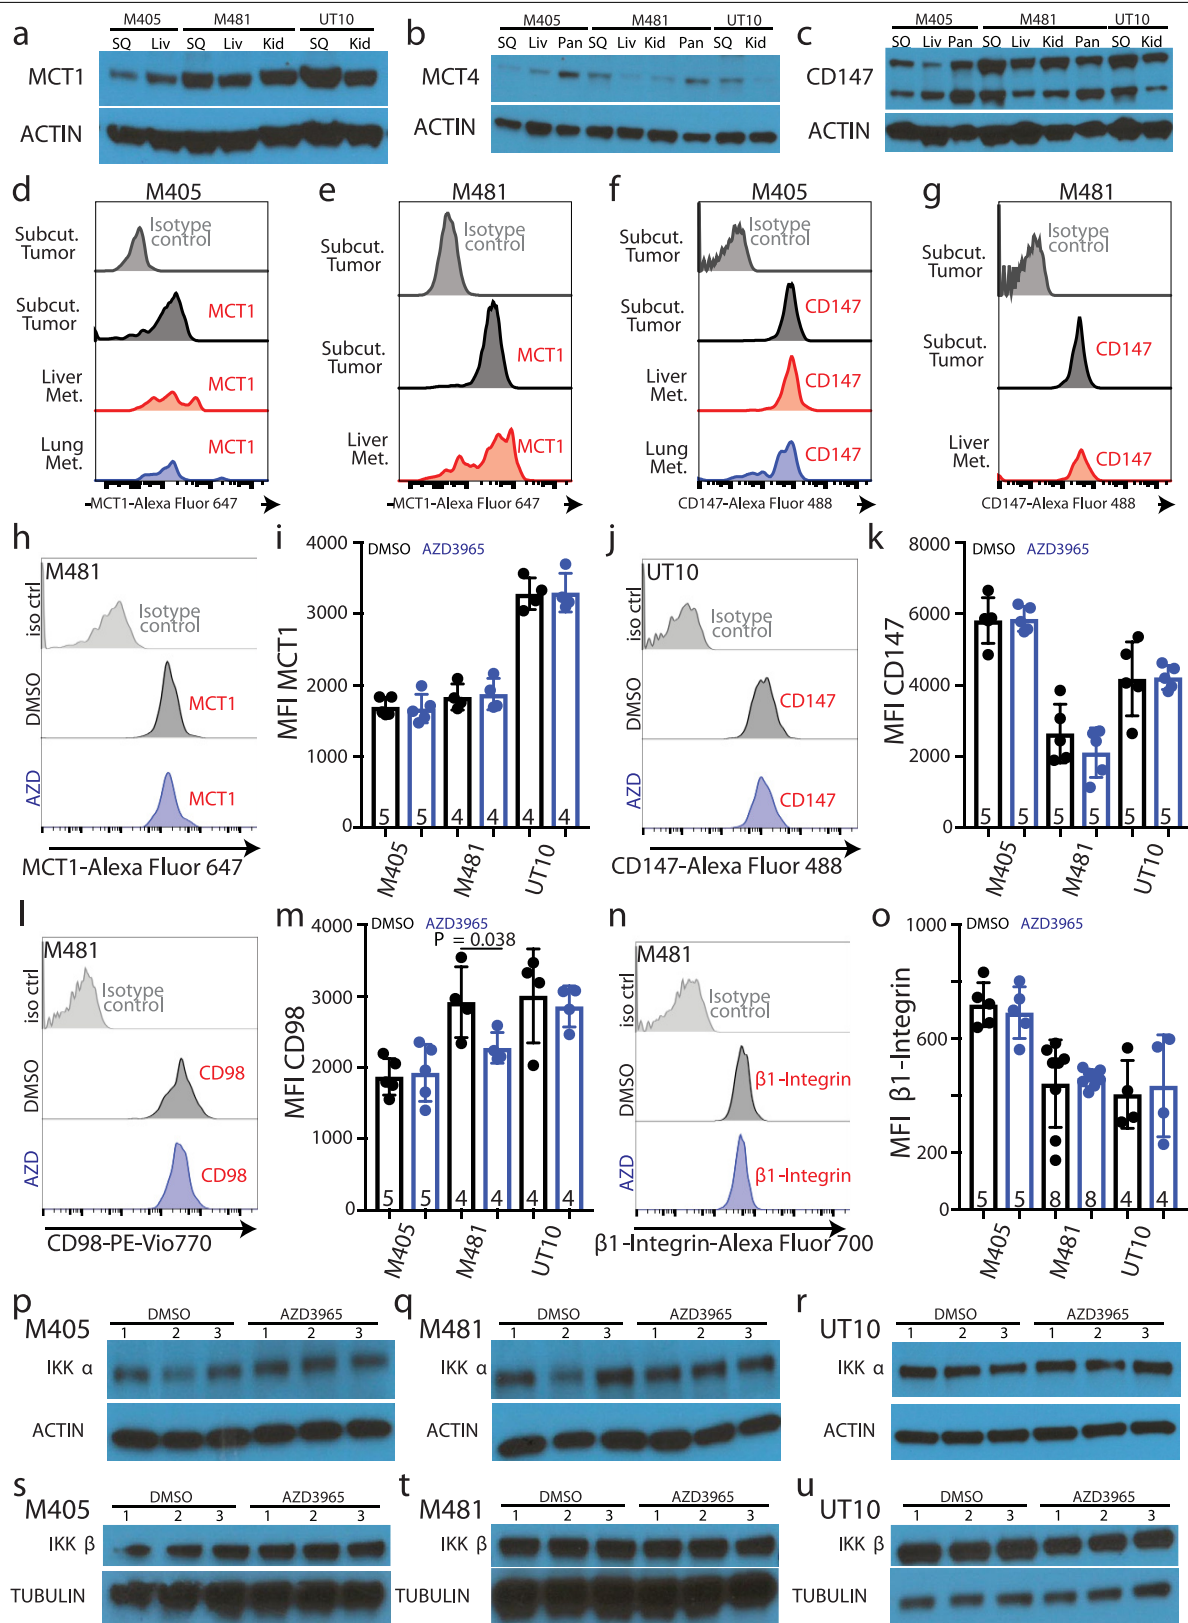 a
M405 M481 UT10
SQ Liv SQ Liv Kid SQ Kid
MCT1
ACTIN
b
M405 M481 UT10
SQ Liv Pan SQ Liv Kid Pan SQ Kid
MCT4
ACTIN
c
M405 M481 UT10
SQ Liv Pan SQ Liv Kid Pan SQ Kid
CD147
ACTIN
d
M405
Subcut. Tumor
Isotype control
Subcut. Tumor
MCT1
Liver Met.
MCT1
Lung Met.
MCT1
MCT1-Alexa Fluor 647
e
M481
Isotype control
Subcut. Tumor
MCT1
Liver Met.
MCT1
MCT1-Alexa Fluor 647
f
M405
Subcut. Tumor
Isotype control
Subcut. Tumor
CD147
Liver Met.
CD147
Lung Met.
CD147
CD147-Alexa Fluor 488
g
M481
Subcut. Tumor
Isotype control
Subcut. Tumor
CD147
Liver Met.
CD147
CD147-Alexa Fluor 488
h
M481
iso ctrl
Isotype control
DMSO
MCT1
AZD
MCT1
MCT1-Alexa Fluor 647
i
DMSO AZD3965
MFI MCT1
4000
3000
2000
1000
0
5 5 4 4 4 4
M405 M481 UT10
j
UT10
iso ctrl
Isotype control
DMSO
CD147
AZD
CD147
CD147-Alexa Fluor 488
k
DMSO AZD3965
MFI CD147
8000
6000
4000
2000
0
5 5 5 5 5 5
M405 M481 UT10
l
M481
iso ctrl
Isotype control
DMSO
CD98
AZD
CD98
CD98-PE-Vio770
m
DMSO AZD3965
P = 0.038
MFI CD98
4000
3000
2000
1000
0
5 5 4 4 4 4
M405 M481 UT10
n
M481
iso ctrl
Isotype control
DMSO
β1-Integrin
AZD
β1-Integrin
β1-Integrin-Alexa Fluor 700
o
DMSO AZD3965
MFI β1-Integrin
1000
600
200
0
5 5 8 8 4 4
M405 M481 UT10
p
M405
DMSO AZD3965
1 2 3 1 2 3
IKK α
ACTIN
q
M481
DMSO AZD3965
1 2 3 1 2 3
IKK α
ACTIN
r
UT10
DMSO AZD3965
1 2 3 1 2 3
IKK α
ACTIN
s
M405
DMSO AZD3965
1 2 3 1 2 3
IKK β
TUBULIN
t
M481
DMSO AZD3965
1 2 3 1 2 3
IKK β
TUBULIN
u
UT10
DMSO AZD3965
1 2 3 1 2 3
IKK β
TUBULIN